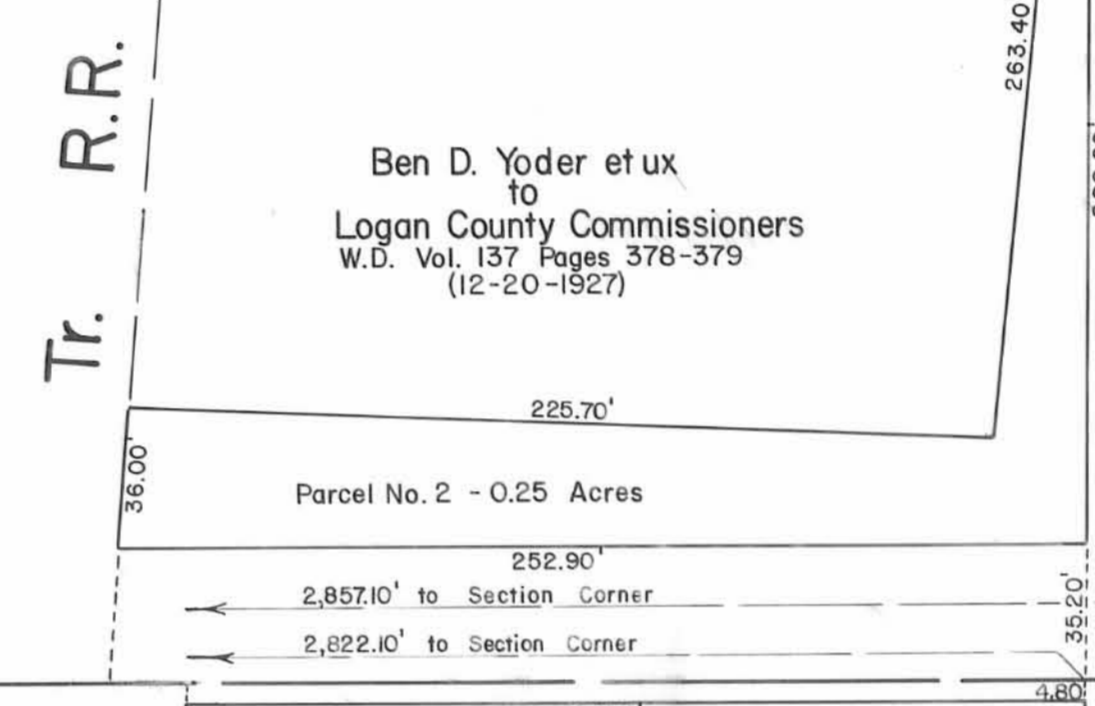 263.40
Tr. R.R.
Ben D. Yoder et ux
to
Logan County Commissioners
W.D. Vol. 137 Pages 378-379
(12-20-1927)
225.70'
36.00'
Parcel No. 2 - 0.25 Acres
252.90'
2,857.10' to Section Corner
35.20'
2,822.10' to Section Corner
4.80